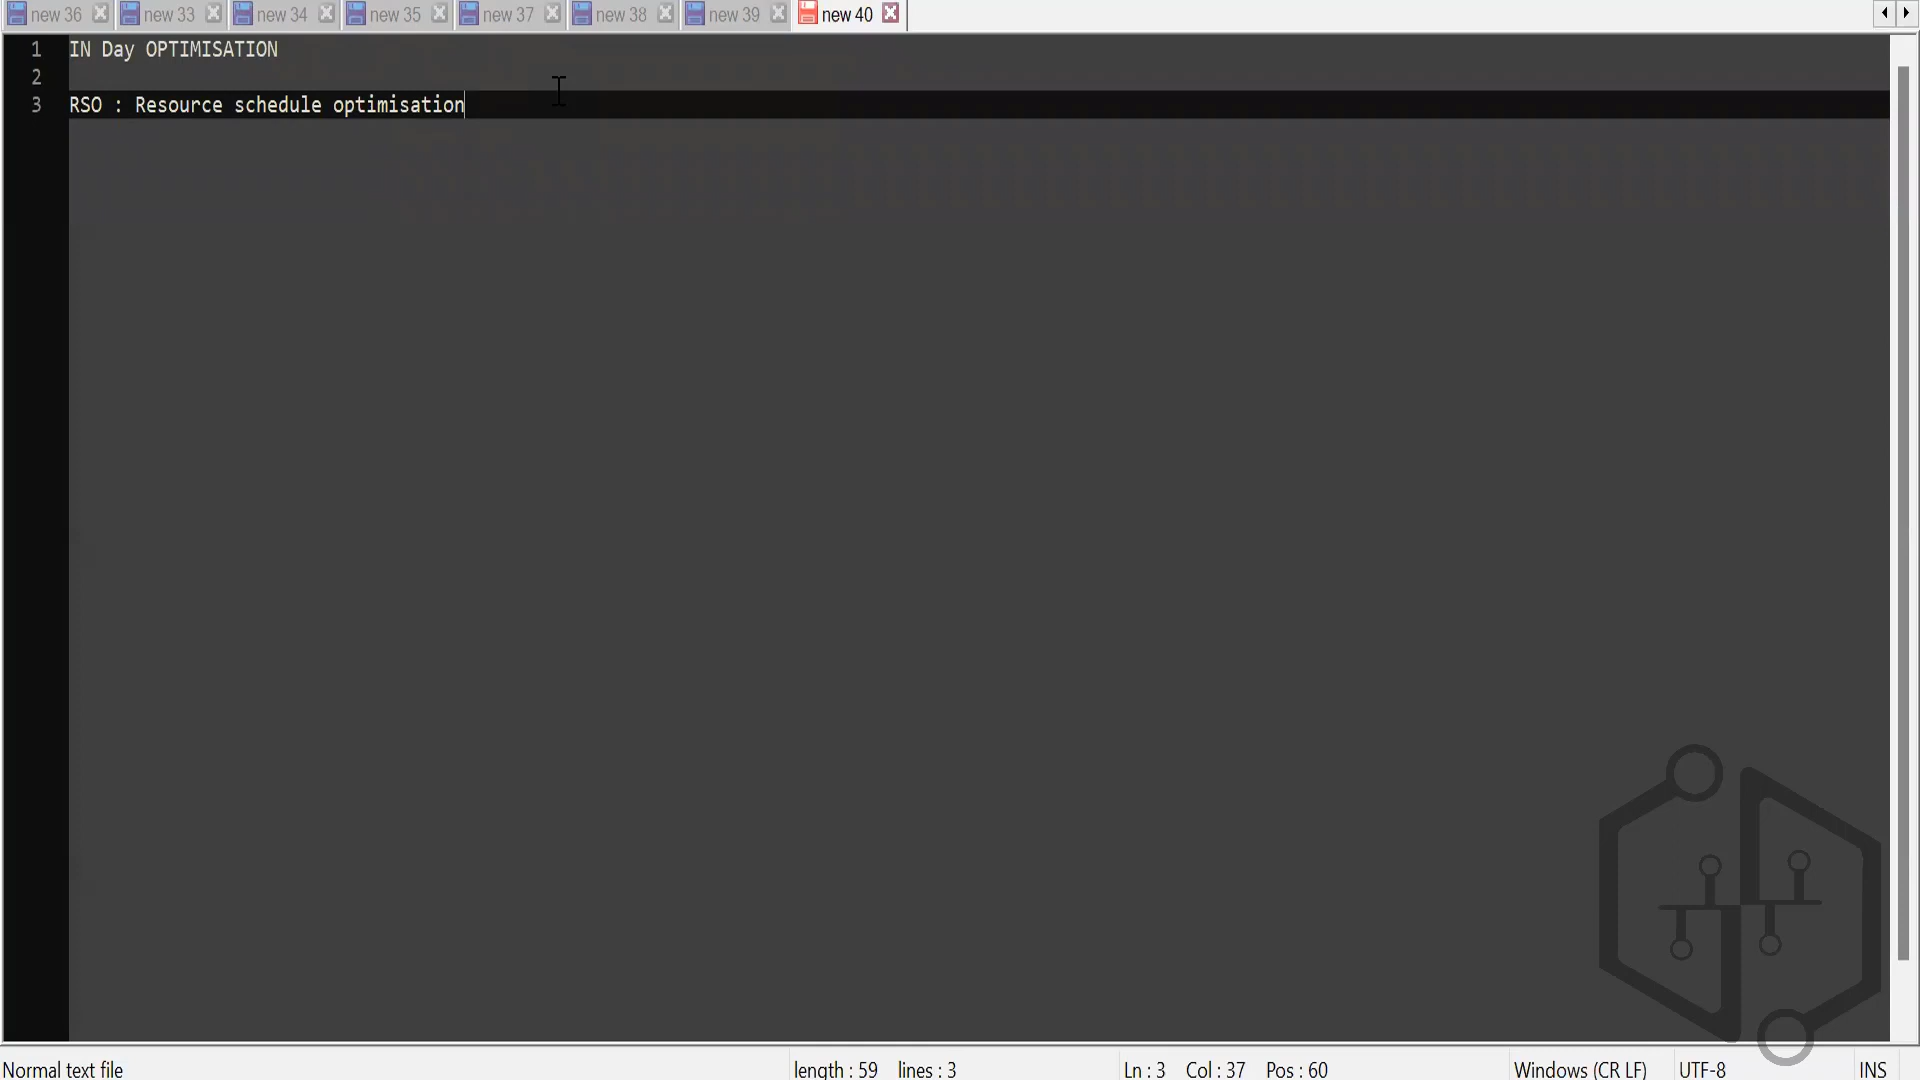 new 36 new 33 new 34 new 35 new 37 new 38 new 39 new 40
1 IN Day OPTIMISATION
2
3 RSO : Resource schedule optimisation
Normal text file length : 59 lines : 3 Ln : 3 Col : 37 Pos : 60 Windows (CR LF) UTF-8 INS